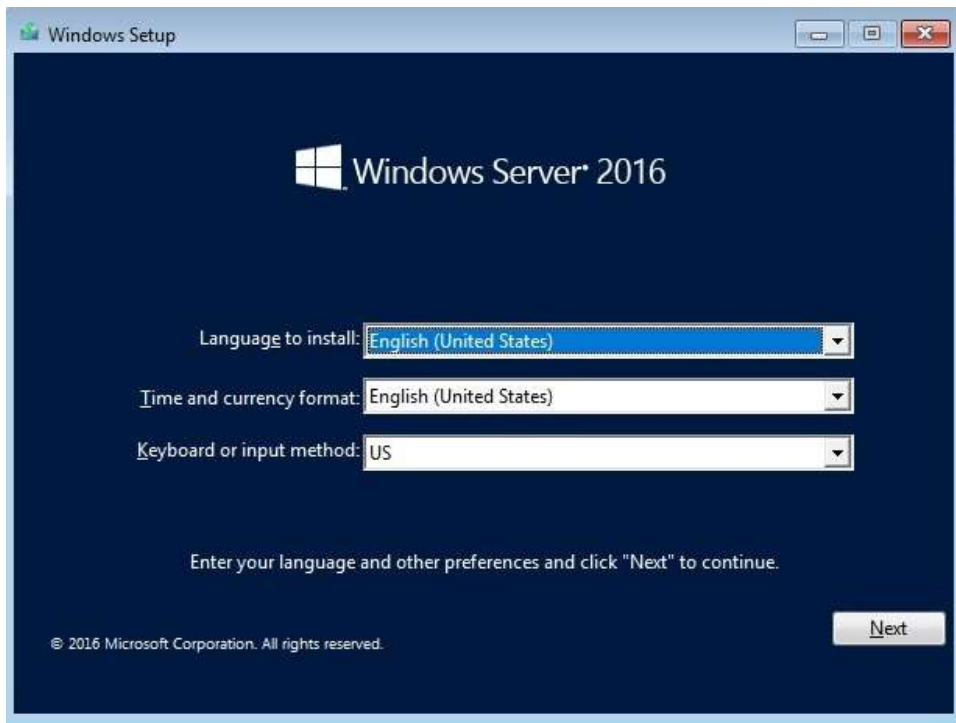 Windows Setup
Windows Server• 2016
Language to install: English (United States)
Time and currency format: English (United States)
Keyboard or input method: US
Enter your language and other preferences and click "Next" to continue.
Next
© 2016 Microsoft Corporation. All rights reserved.